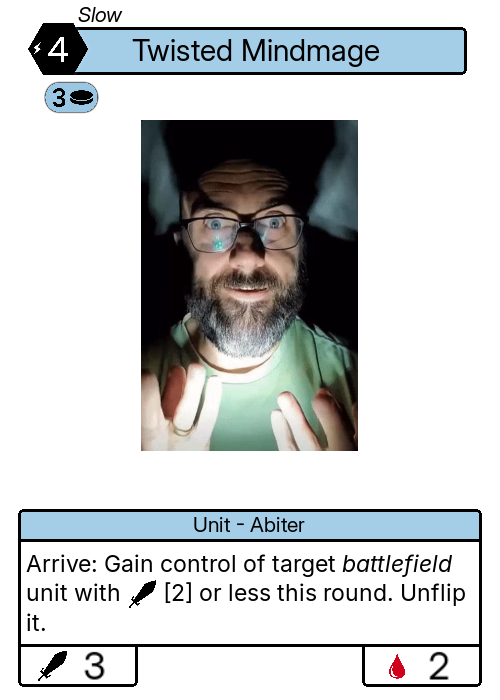 Slow
4
Twisted Mindmage
3
Unit - Abiter
Arrive: Gain control of target battlefield
unit with [2] or less this round. Unflip
it.
3
2